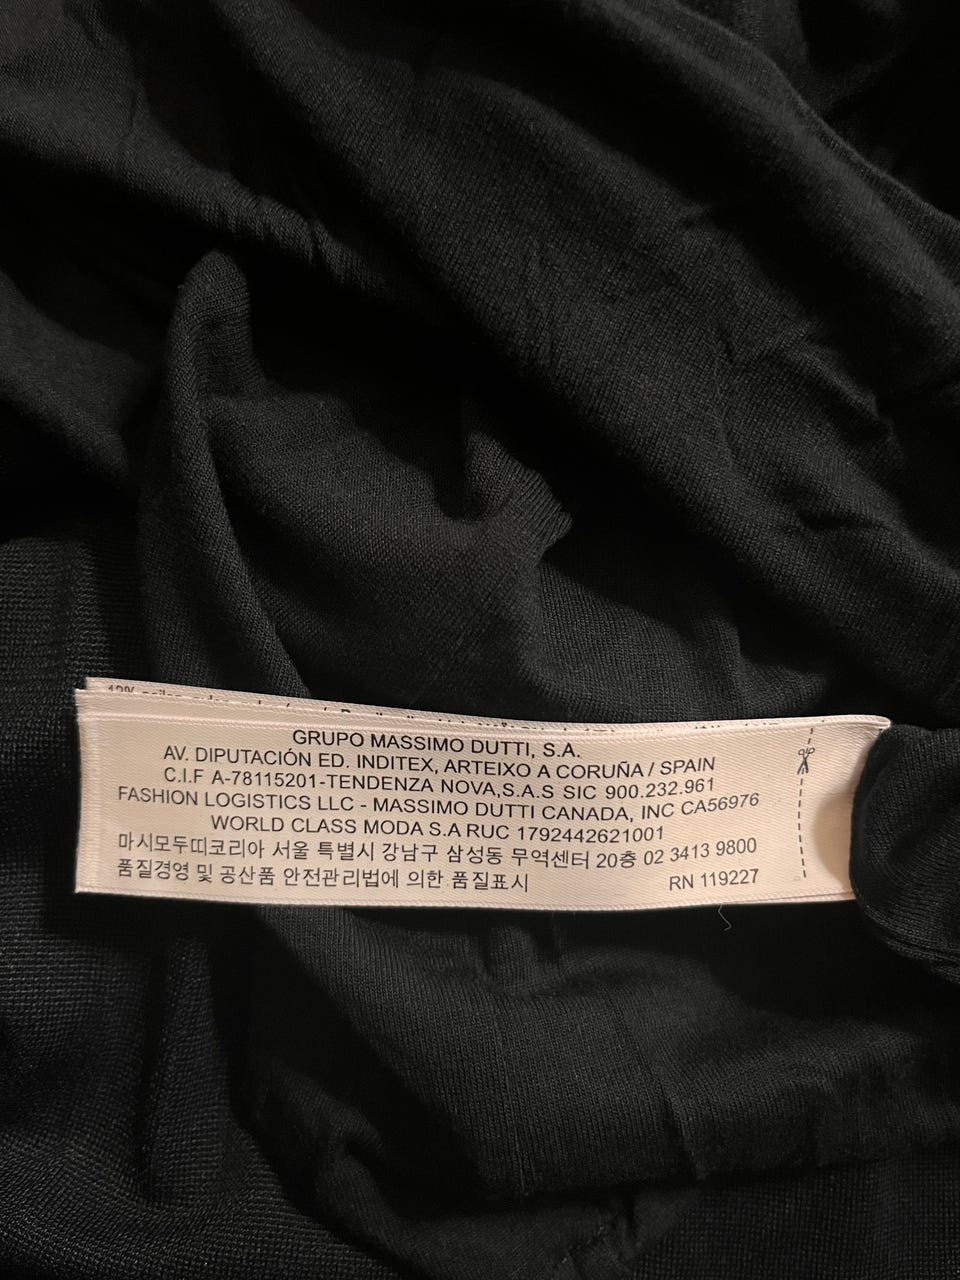 GRUPO MASSIMO DUTTI, S.A.
AV. DIPUTACIÓN ED. INDITEX, ARTEIXO A CORUÑA / SPAIN
C.I.F A-78115201-TENDENZA NOVA,S.A.S SIC 900.232.961
FASHION LOGISTICS LLC - MASSIMO DUTTI CANADA, INC CA56976
WORLD CLASS MODA S.A RUC 1792442621001
마시모두띠코리아 서울 특별시 강남구 삼성동 무역센터 20층 02 3413 9800
품질경영 및 공산품 안전관리법에 의한 품질표시
RN 119227